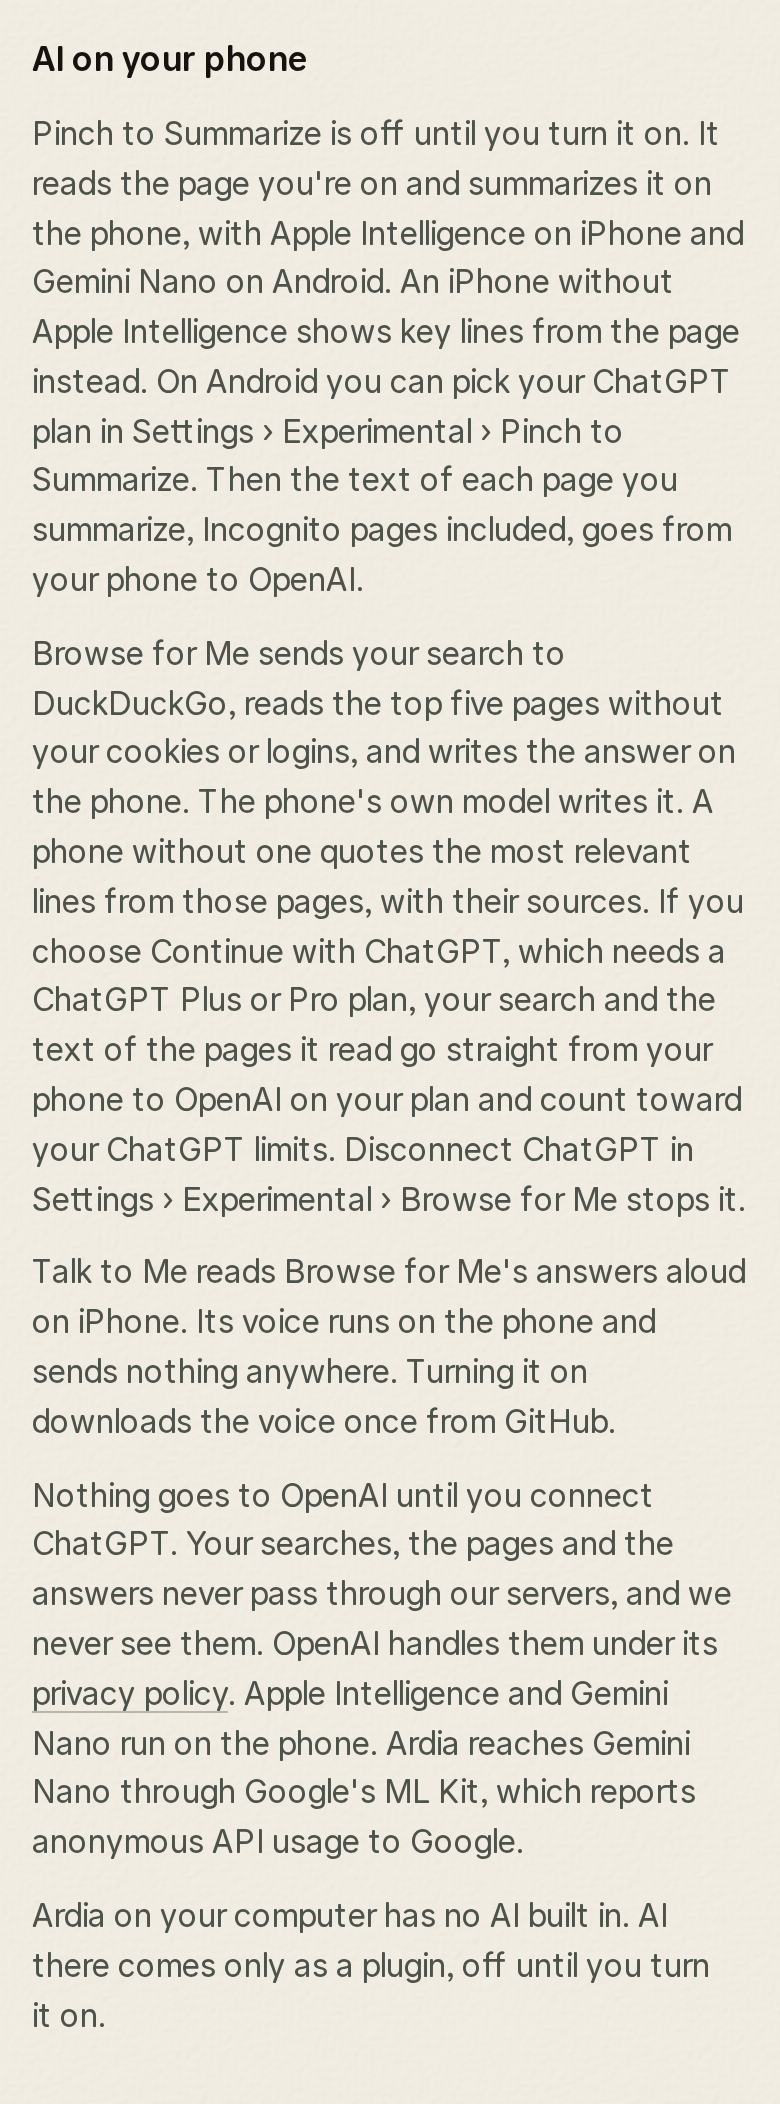 AI on your phone
Pinch to Summarize is off until you turn it on. It
reads the page you're on and summarizes it on
the phone, with Apple Intelligence on iPhone and
Gemini Nano on Android. An iPhone without
Apple Intelligence shows key lines from the page
instead. On Android you can pick your ChatGPT
plan in Settings › Experimental › Pinch to
Summarize. Then the text of each page you
summarize, Incognito pages included, goes from
your phone to OpenAI.
Browse for Me sends your search to
DuckDuckGo, reads the top five pages without
your cookies or logins, and writes the answer on
the phone. The phone's own model writes it. A
phone without one quotes the most relevant
lines from those pages, with their sources. If you
choose Continue with ChatGPT, which needs a
ChatGPT Plus or Pro plan, your search and the
text of the pages it read go straight from your
phone to OpenAI on your plan and count toward
your ChatGPT limits. Disconnect ChatGPT in
Settings › Experimental › Browse for Me stops it.
Talk to Me reads Browse for Me's answers aloud
on iPhone. Its voice runs on the phone and
sends nothing anywhere. Turning it on
downloads the voice once from GitHub.
Nothing goes to OpenAI until you connect
ChatGPT. Your searches, the pages and the
answers never pass through our servers, and we
never see them. OpenAI handles them under its
privacy policy. Apple Intelligence and Gemini
Nano run on the phone. Ardia reaches Gemini
Nano through Google's ML Kit, which reports
anonymous API usage to Google.
Ardia on your computer has no AI built in. AI
there comes only as a plugin, off until you turn
it on.